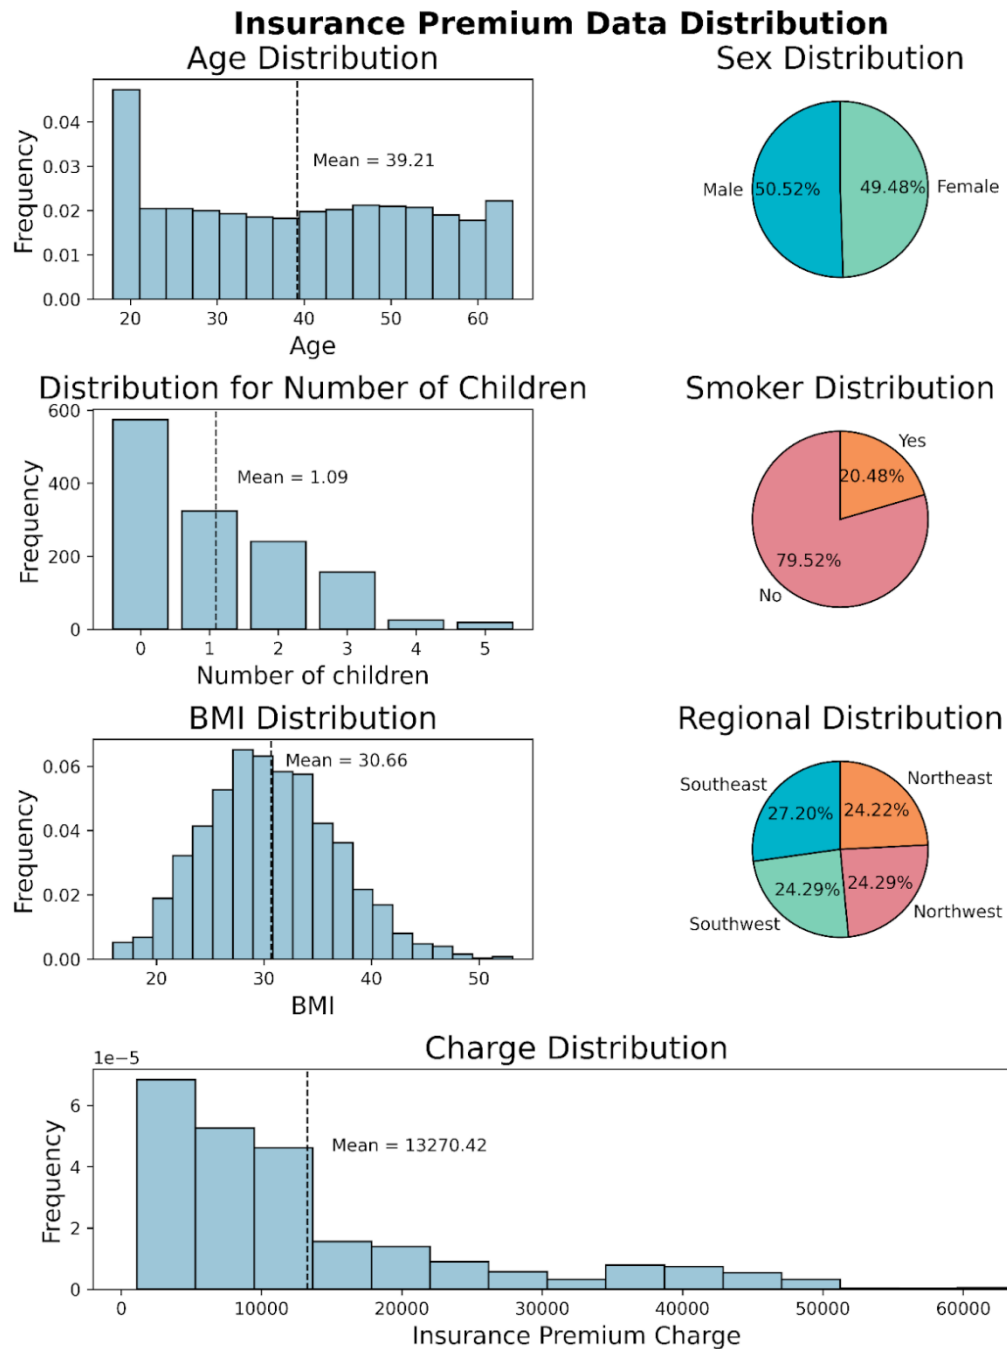 Insurance Premium Data Distribution
Age Distribution
Frequency
0.04
0.03
0.02
0.01
0.00
Mean = 39.21
20 30 40 50 60
Age
Sex Distribution
Male 50.52% 49.48% Female
Distribution for Number of Children
Frequency
600
400
200
0
Mean = 1.09
0 1 2 3 4 5
Number of children
Smoker Distribution
Yes
20.48%
79.52%
No
BMI Distribution
Frequency
0.06
0.04
0.02
0.00
Mean = 30.66
20 30 40 50
BMI
Regional Distribution
Southeast Northeast
27.20% 24.22%
24.29% 24.29%
Southwest Northwest
Charge Distribution
1e−5
Frequency
6
4
2
0
Mean = 13270.42
0 10000 20000 30000 40000 50000 60000
Insurance Premium Charge